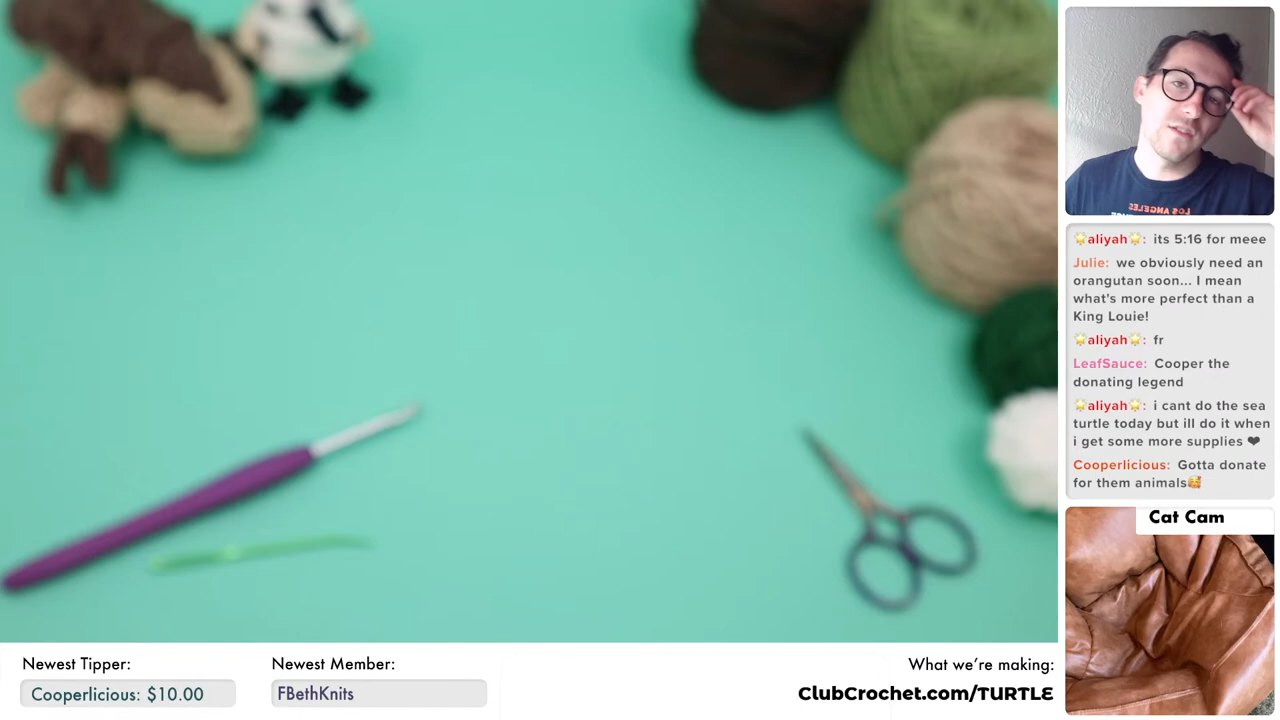 🌟aliyah🌟: its 5:16 for meee
Julie: we obviously need an
orangutan soon... I mean
what's more perfect than a
King Louie!
🌟aliyah🌟: fr
LeafSauce: Cooper the
donating legend
🌟aliyah🌟: i cant do the sea
turtle today but ill do it when
i get some more supplies ❤
Cooperlicious: Gotta donate
for them animals🥰
Cat Cam
Newest Tipper:
Cooperlicious: $10.00
Newest Member:
FBethKnits
What we're making:
ClubCrochet.com/TURTLE
LOS ANGELES